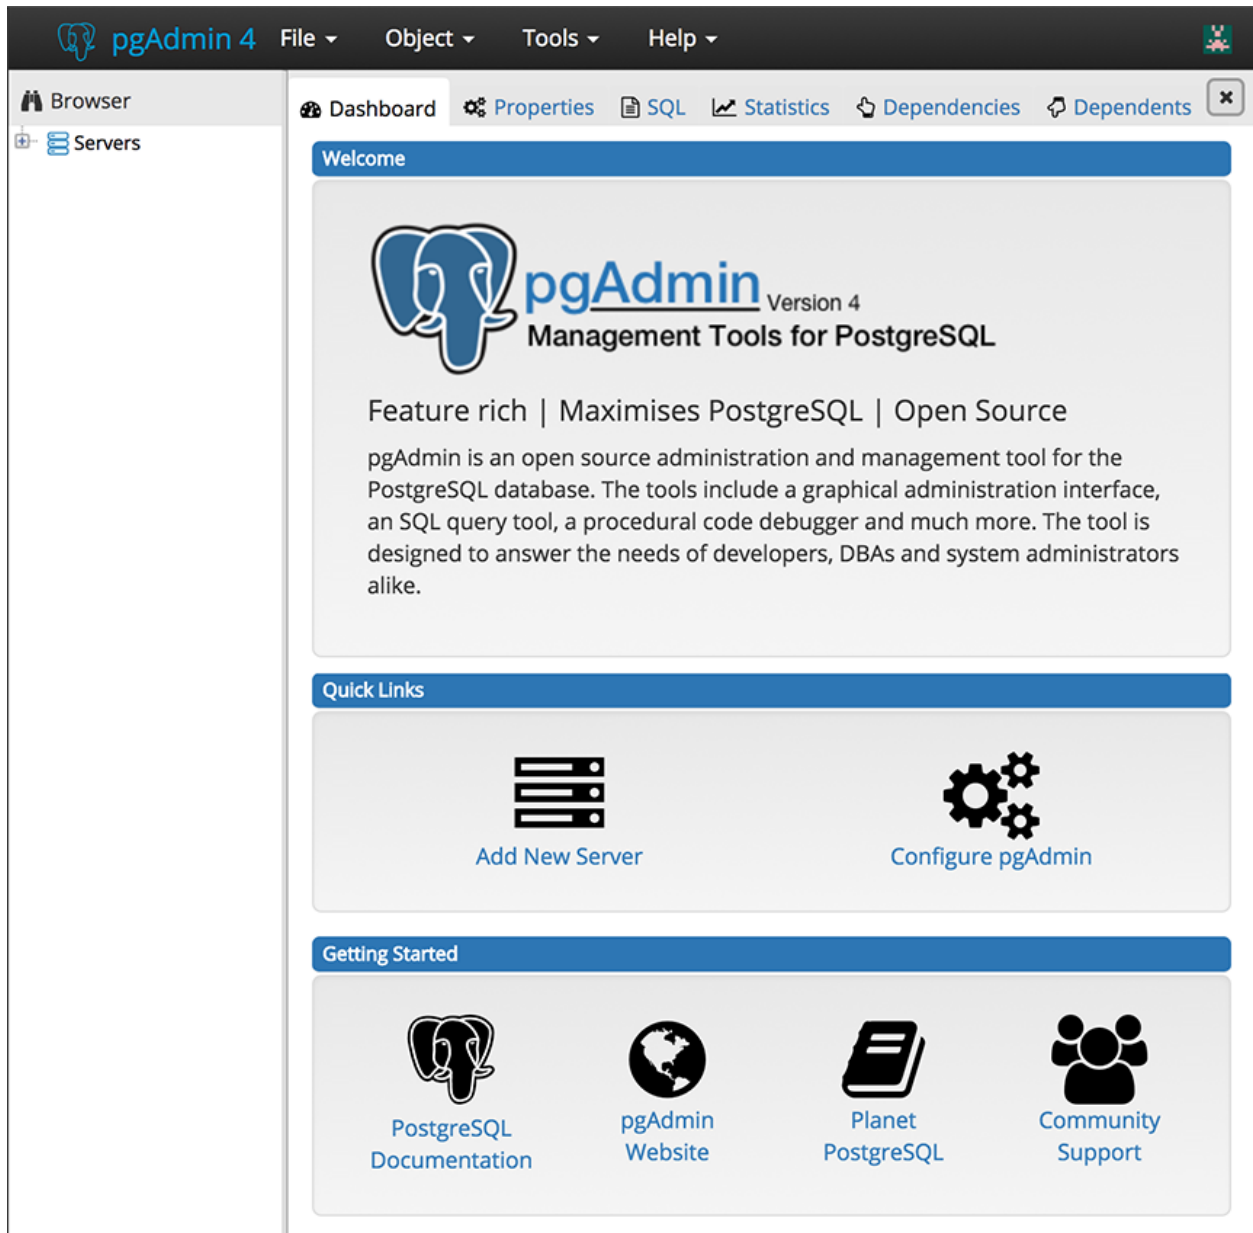 pgAdmin 4 File Object Tools Help
Browser
Dashboard Properties SQL Statistics Dependencies Dependents
Servers
Welcome
pgAdmin Version 4
Management Tools for PostgreSQL
Feature rich | Maximises PostgreSQL | Open Source
pgAdmin is an open source administration and management tool for the
PostgreSQL database. The tools include a graphical administration interface,
an SQL query tool, a procedural code debugger and much more. The tool is
designed to answer the needs of developers, DBAs and system administrators
alike.
Quick Links
Add New Server
Configure pgAdmin
Getting Started
PostgreSQL
Documentation
pgAdmin
Website
Planet
PostgreSQL
Community
Support